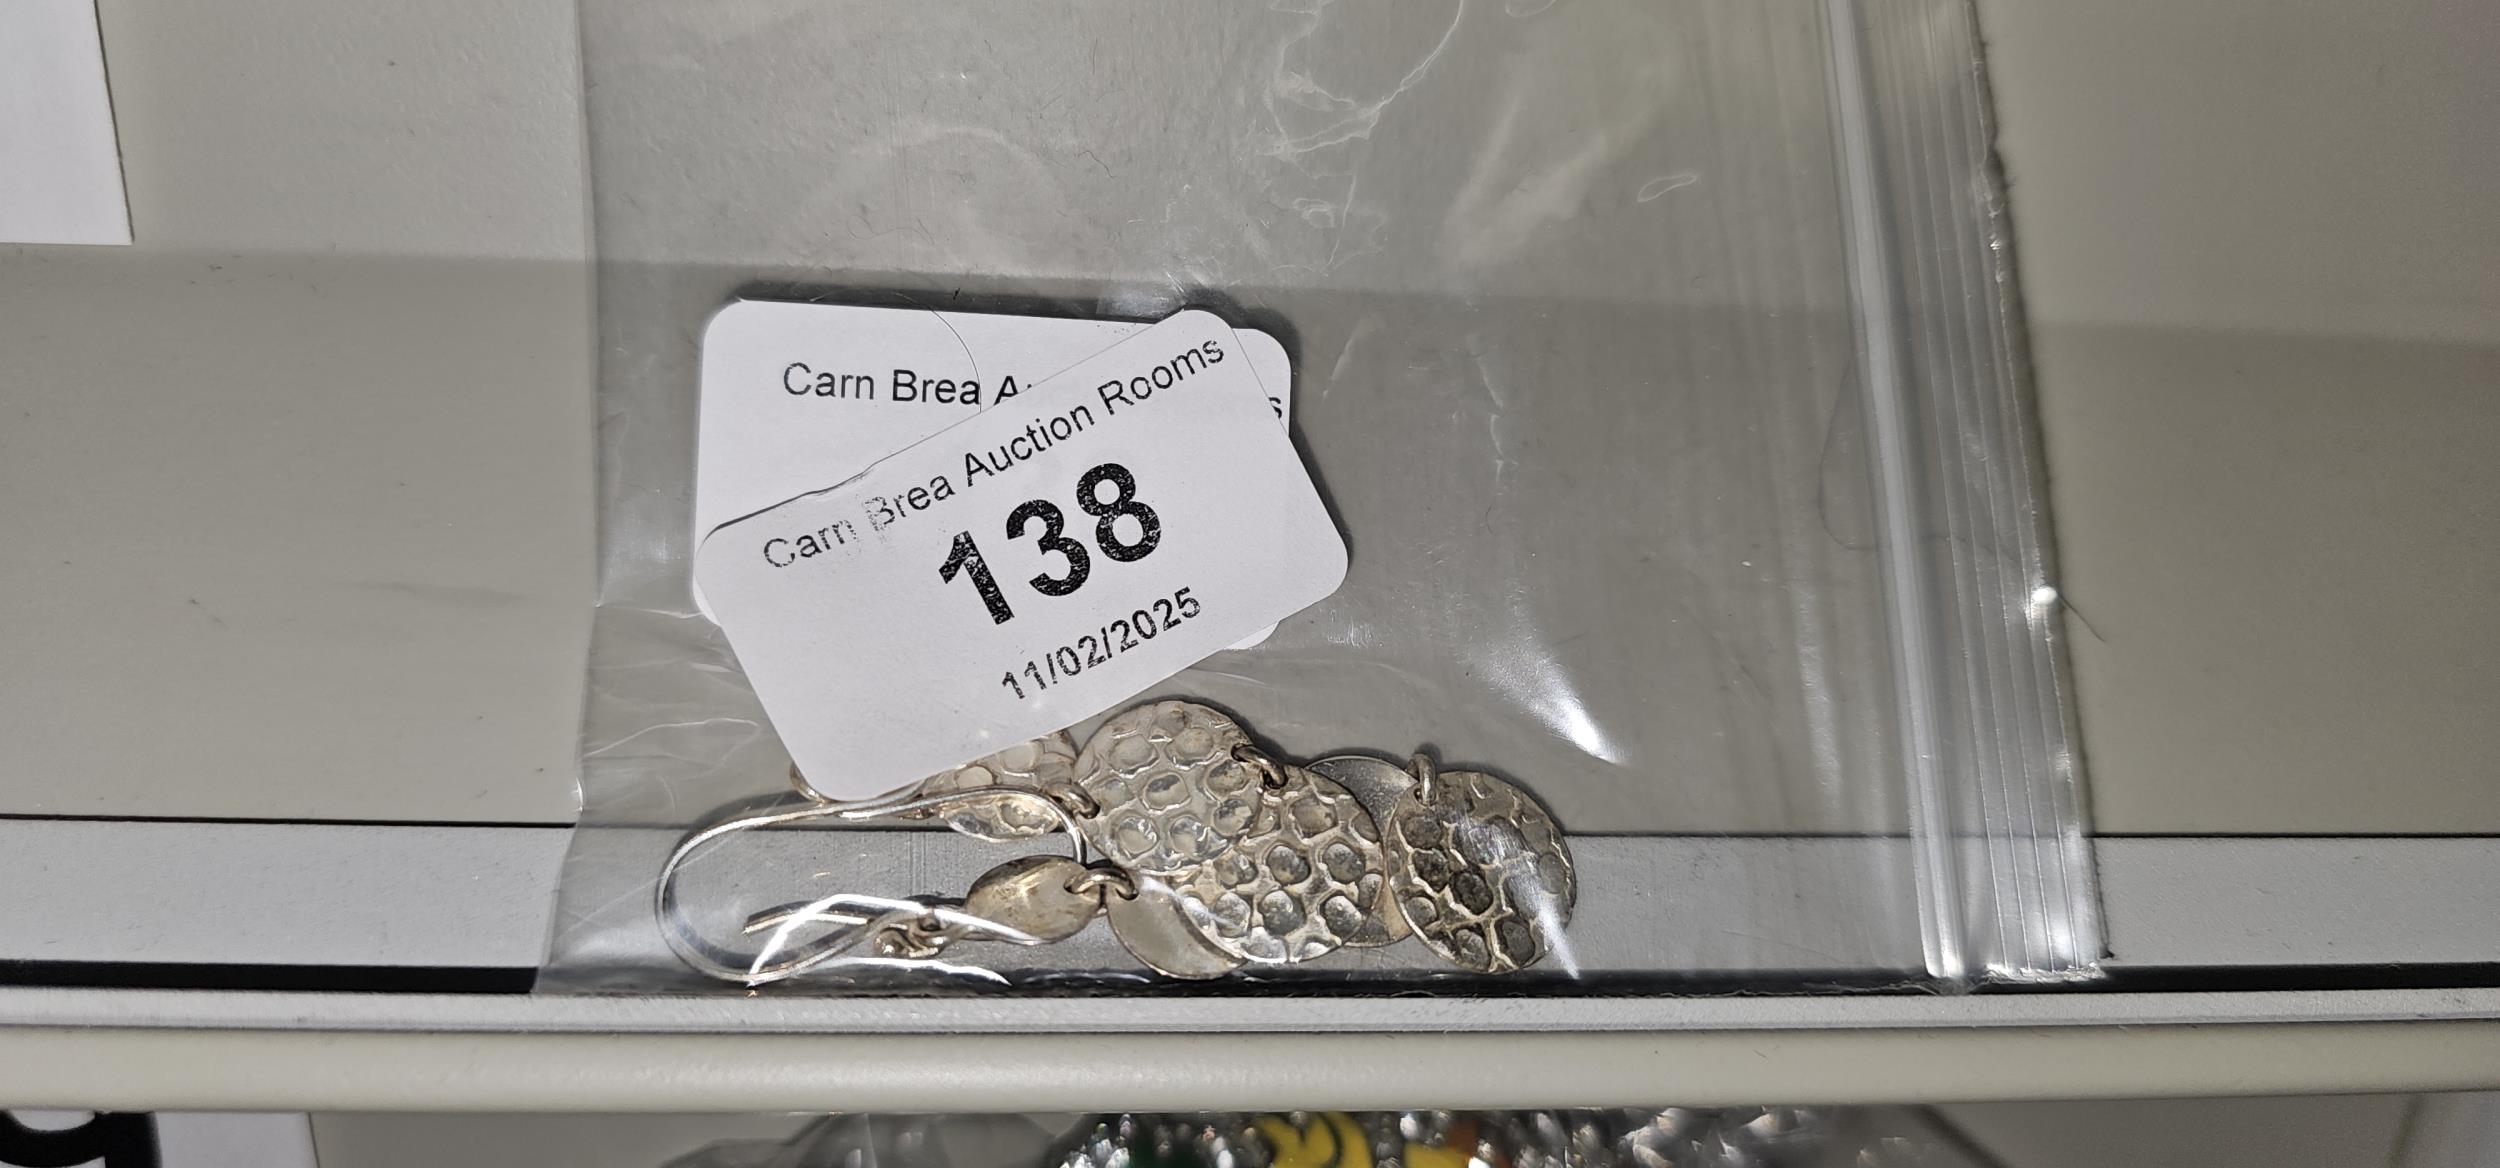 Carn Brea
Carn Brea Auction Rooms
138
11/02/2025